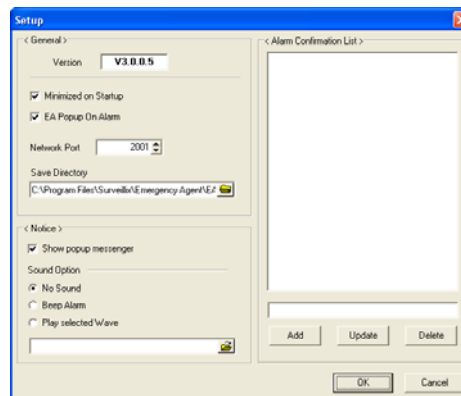 Setup
< General >
Version V3.0.0.5
Minimized on Startup
EA Popup On Alarm
Network Port 2001
Save Directory
C:\Program Files\Surveillix\Emergency Agent\EA
< Notice >
Show popup messenger
Sound Option
No Sound
Beep Alarm
Play selected Wave
< Alarm Confirmation List >
Add Update Delete
OK Cancel